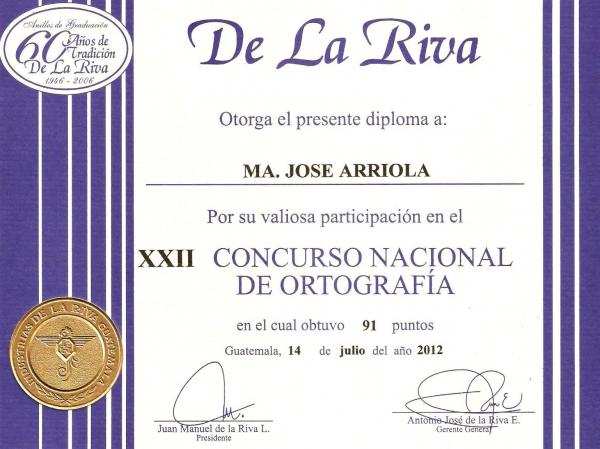 Anillos de Graduación
60 Años de
Tradición
De La Riva
1946 - 2006
De La Riva
Otorga el presente diploma a:
MA. JOSE ARRIOLA
Por su valiosa participación en el
XXII CONCURSO NACIONAL
DE ORTOGRAFÍA
en el cual obtuvo 91 puntos
Guatemala, 14 de julio del año 2012
INDUSTRIAS DE LA RIVA GUATEMALA
Juan Manuel de la Riva L.
Presidente
Antonio José de la Riva E.
Gerente General